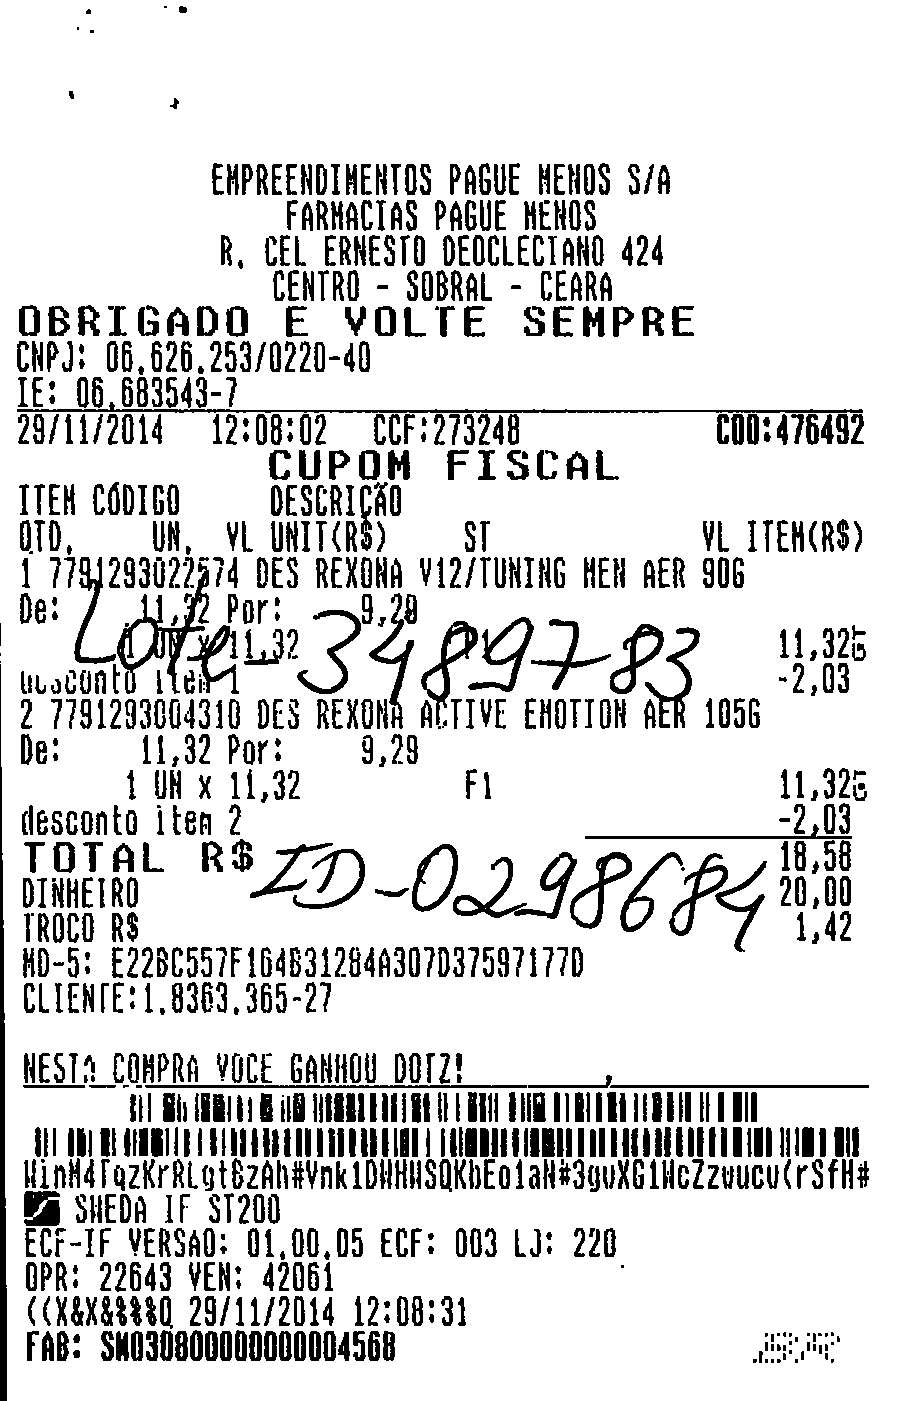 EMPREENDIMENTOS PAGUE MENOS S/A
FARMACIAS PAGUE MENOS
R. CEL ERNESTO DEOCLECIANO 424
CENTRO - SOBRAL - CEARA
OBRIGADO E VOLTE SEMPRE
CNPJ: 06.626.253/0220-40
IE: 06.683543-7
29/11/2014 12:08:02 CCF:273248 COO:476492
CUPOM FISCAL
ITEM CÓDIGO DESCRIÇÃO
QTD. UN. VL UNIT(R$) ST VL ITEM(R$)
1 7791293022574 DES REXONA V12/TUNING MEN AER 90G
De: 11,32 Por: 9,29
1 UN x 11,32 11,32
Lote-3489783
desconto item 1 -2,03
2 7791293004310 DES REXONA ACTIVE EMOTION AER 105G
De: 11,32 Por: 9,29
1 UN x 11,32 F1 11,32G
desconto item 2 -2,03
TOTAL R$ 18,58
ID-0298684
DINHEIRO 20,00
TROCO R$ 1,42
MD-5: E22BC557F164B31284A307D37597177D
CLIENTE:1.8363.365-27
NESTA COMPRA VOCE GANHOU DOTZ!
SWEDA IF ST200
ECF-IF VERSAO: 01.00.05 ECF: 003 LJ: 220
OPR: 22643 VEN: 42061
((X&X&%%%Q 29/11/2014 12:08:31
FAB: SW030800000000004568